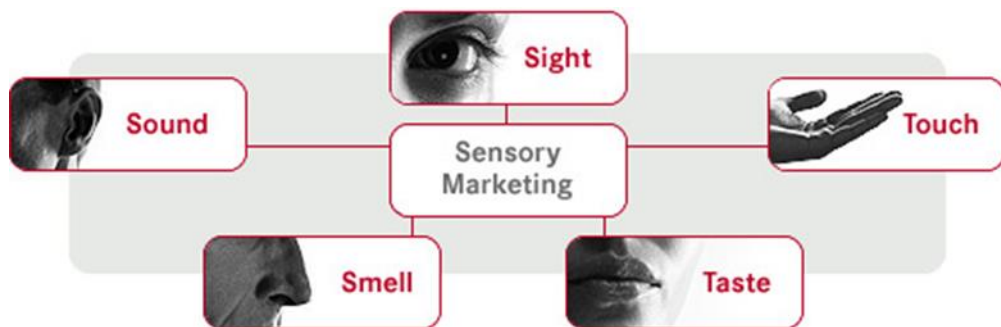 Sight
Sound
Touch
Sensory
Marketing
Smell
Taste